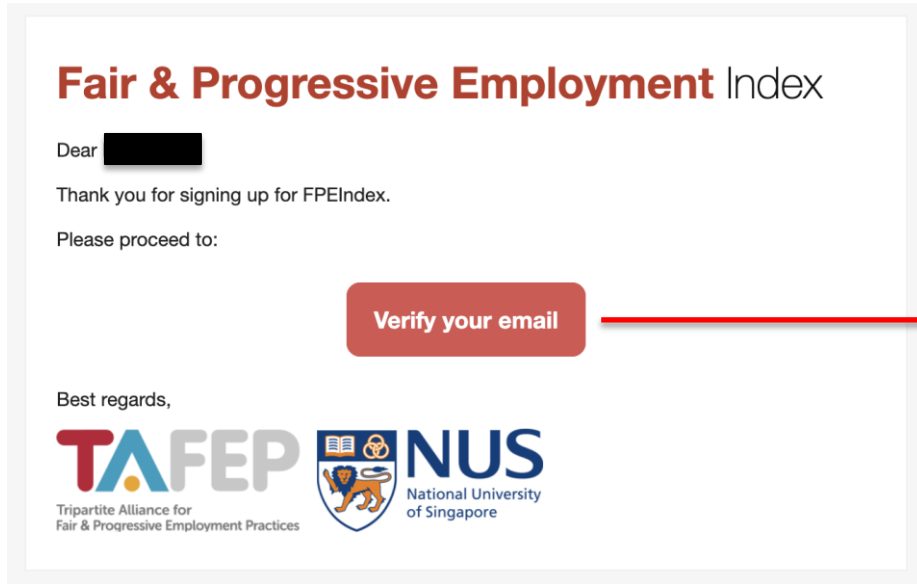 Fair & Progressive Employment Index
Dear
Thank you for signing up for FPEIndex.
Please proceed to:
Verify your email
Best regards,
TAFEP
Tripartite Alliance for
Fair & Progressive Employment Practices
NUS
National University
of Singapore